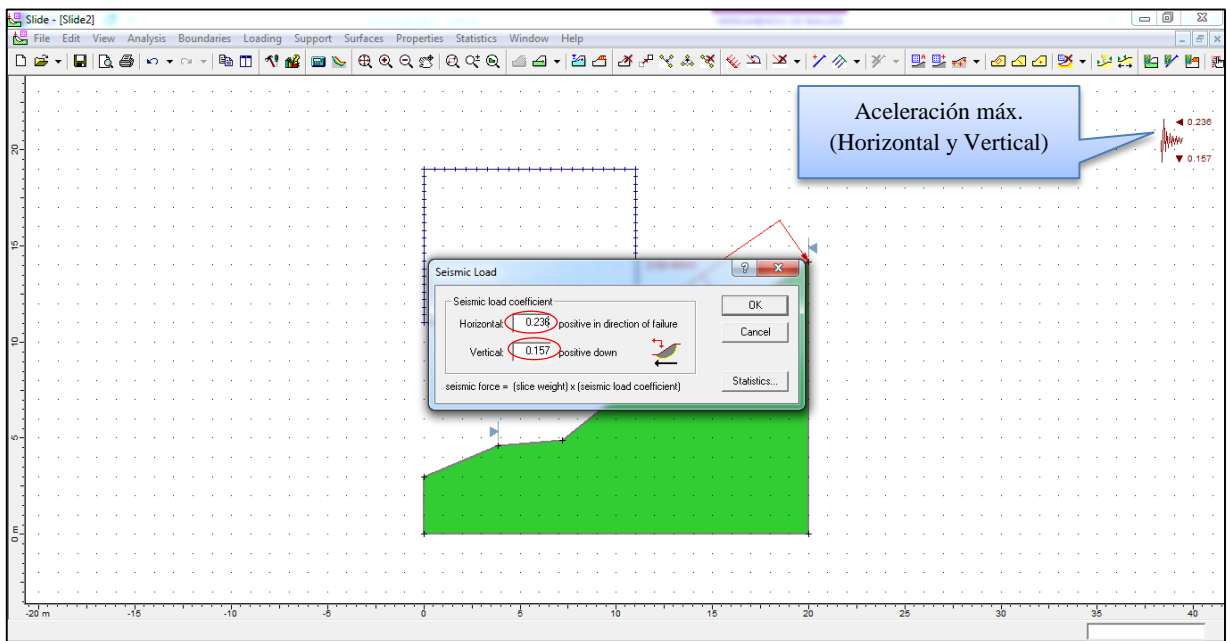 Slide - [Slide2]
File Edit View Analysis Boundaries Loading Support Surfaces Properties Statistics Window Help
Aceleración máx.
(Horizontal y Vertical)
0.236
0.157
20
15
10
5
0 m
Seismic Load
Seismic load coefficient
Horizontal: 0.236 positive in direction of failure
Vertical: 0.157 positive down
seismic force = (slice weight) x (seismic load coefficient)
OK
Cancel
Statistics...
-20 m -15 -10 -5 0 5 10 15 20 25 30 35 40